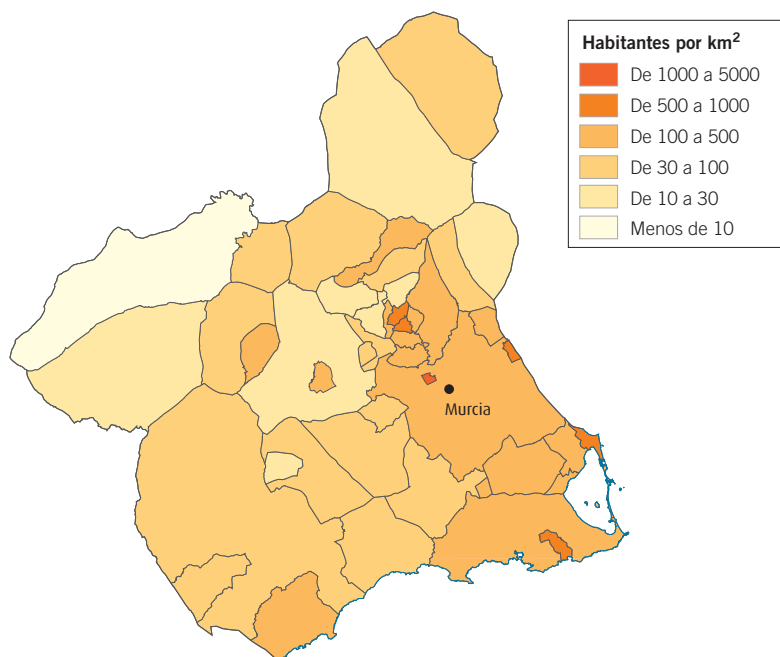 Habitantes por km²
De 1000 a 5000
De 500 a 1000
De 100 a 500
De 30 a 100
De 10 a 30
Menos de 10
Murcia